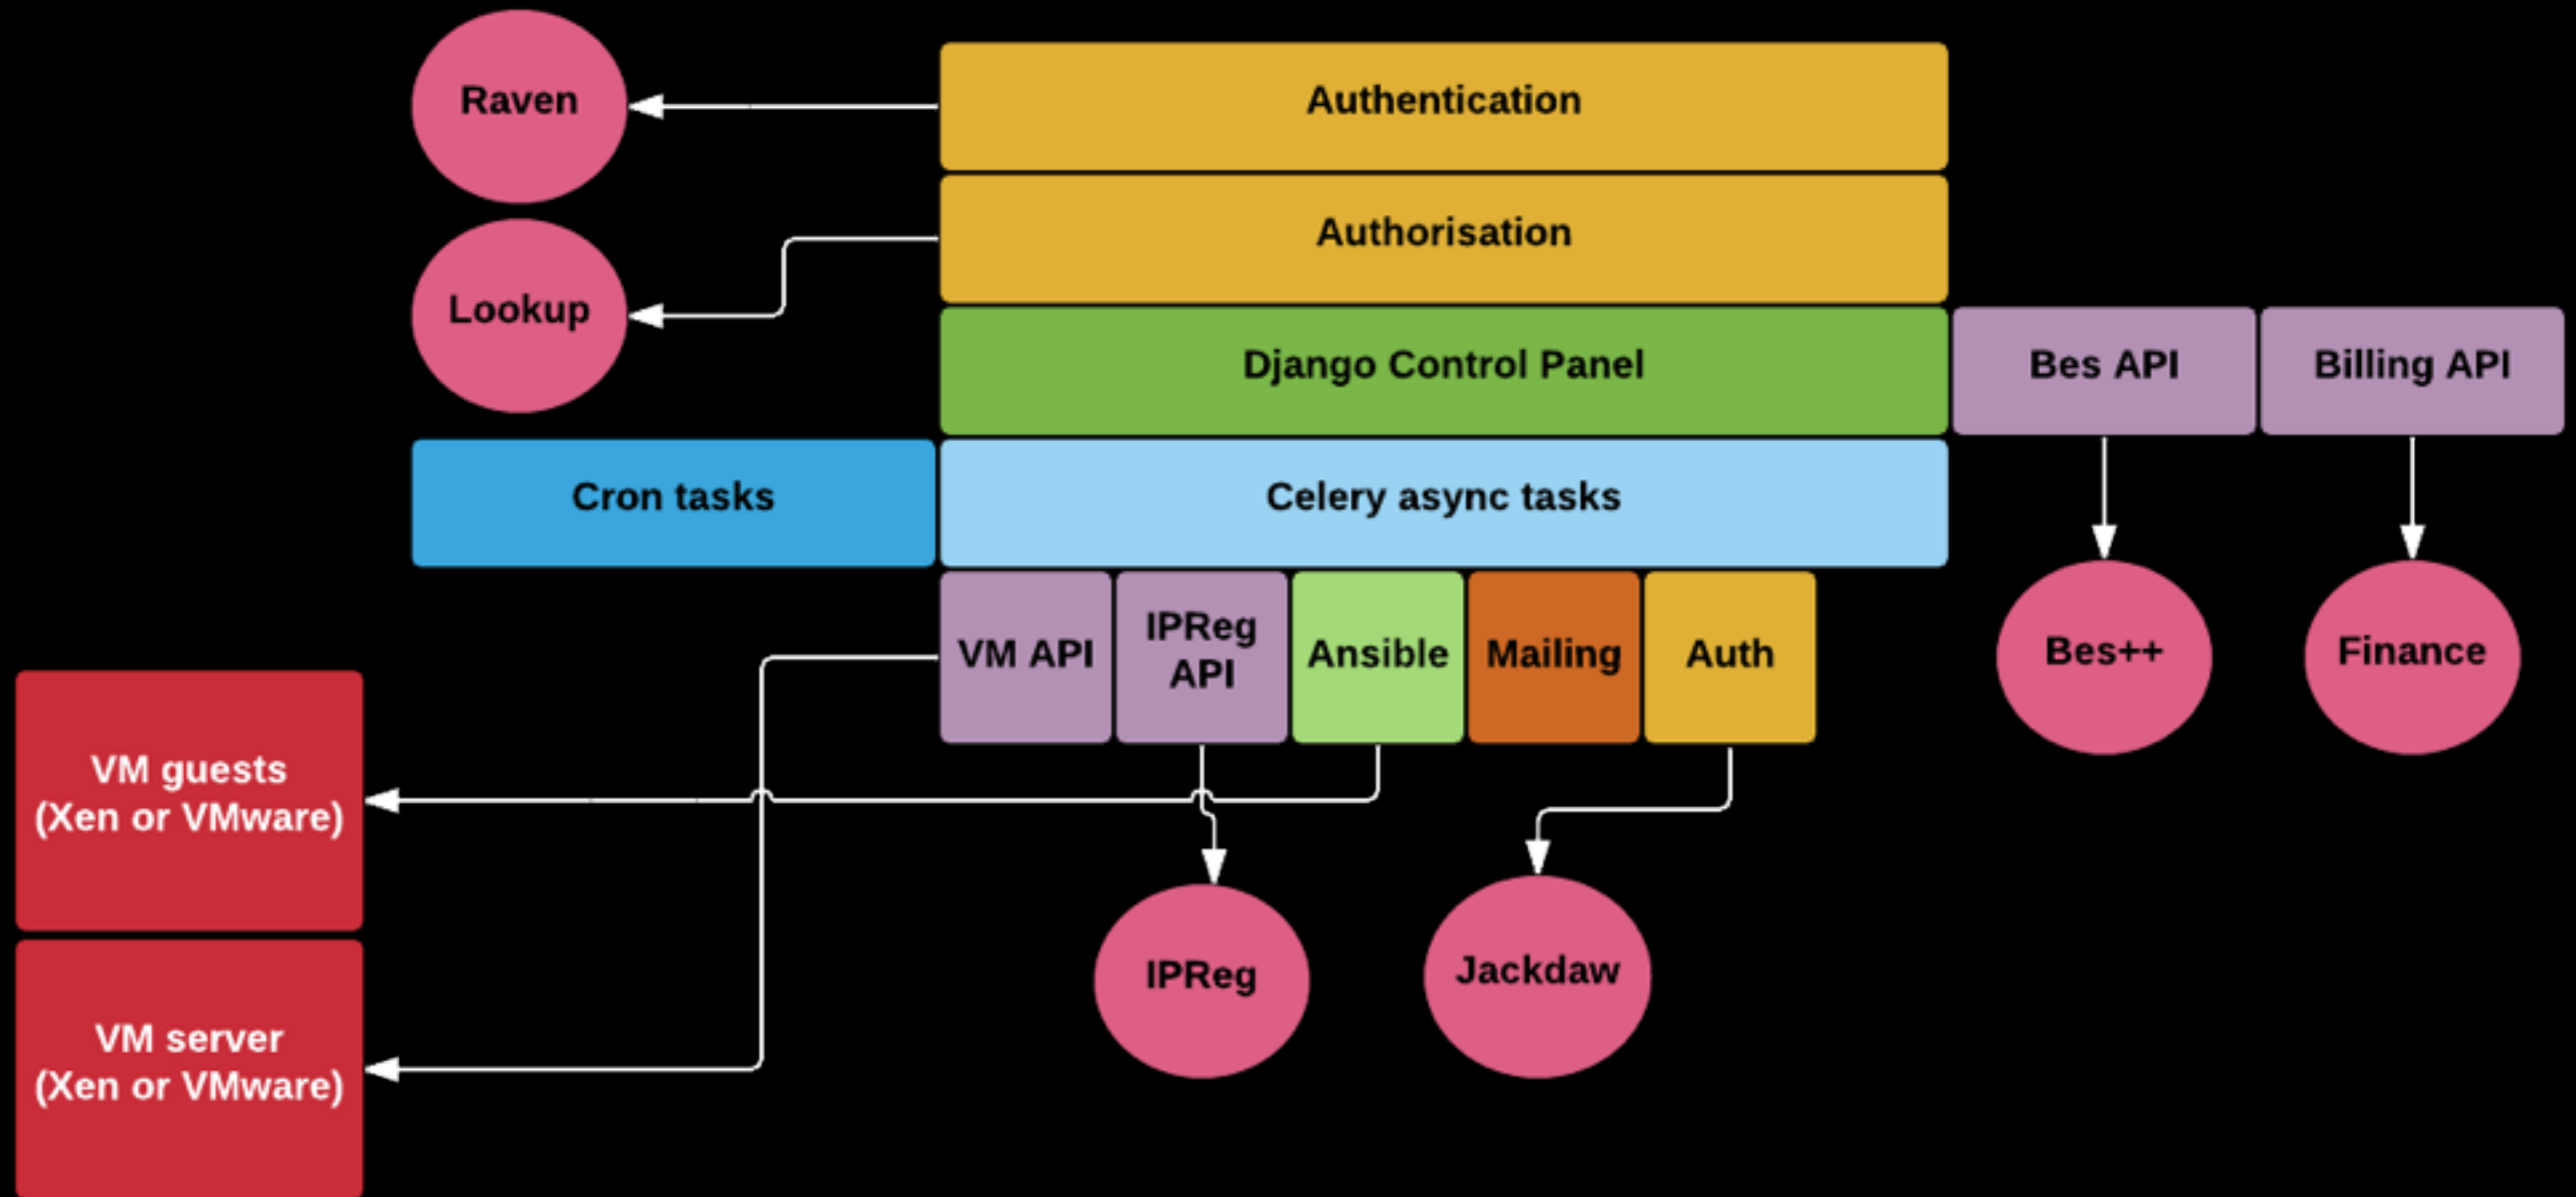 Raven
Authentication
Lookup
Authorisation
Django Control Panel
Bes API
Billing API
Cron tasks
Celery async tasks
VM API
IPReg
API
Ansible
Mailing
Auth
Bes++
Finance
VM guests
(Xen or VMware)
IPReg
Jackdaw
VM server
(Xen or VMware)